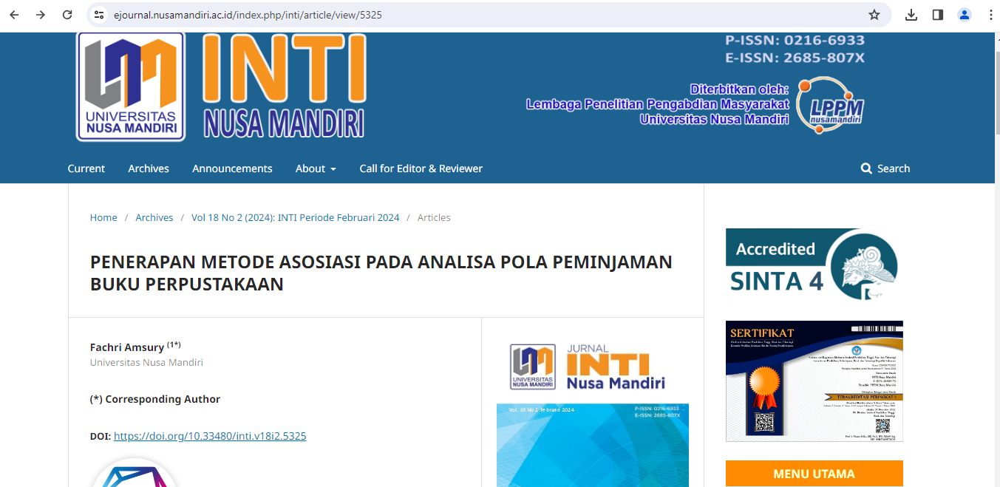 ejournal.nusamandiri.ac.id/index.php/inti/article/view/5325
UNIVERSITAS
NUSA MANDIRI
INTI
NUSA MANDIRI
P-ISSN: 0216-6933
E-ISSN: 2685-807X
Diterbitkan oleh:
Lembaga Penelitian Pengabdian Masyarakat
Universitas Nusa Mandiri
LPPM
nusamandiri
Current
Archives
Announcements
About
Call for Editor & Reviewer
Search
Home / Archives / Vol 18 No 2 (2024): INTI Periode Februari 2024 / Articles
PENERAPAN METODE ASOSIASI PADA ANALISA POLA PEMINJAMAN
BUKU PERPUSTAKAAN
Fachri Amsury (1*)
Universitas Nusa Mandiri
(*) Corresponding Author
DOI: https://doi.org/10.33480/inti.v18i2.5325
UNIVERSITAS
NUSA MANDIRI
JURNAL
INTI
Nusa Mandiri
Vol. 18 No 2 Februari 2024
P-ISSN: 0216-6933
E-ISSN: 2685-807X
Accredited
SINTA 4
SERTIFIKAT
TERAKREDITASI PERINGKAT 4
MENU UTAMA